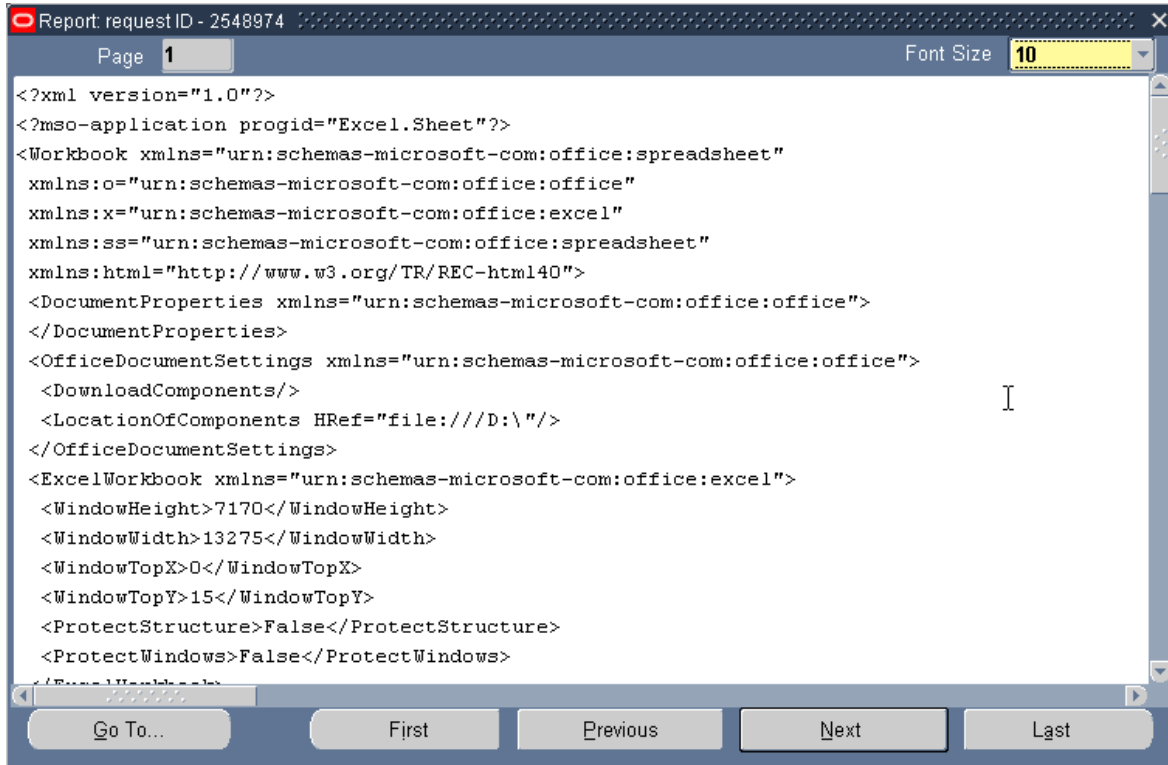 Report: request ID - 2548974
Page 1 Font Size 10
<?xml version="1.0"?>
<?mso-application progid="Excel.Sheet"?>
<Workbook xmlns="urn:schemas-microsoft-com:office:spreadsheet"
xmlns:o="urn:schemas-microsoft-com:office:office"
xmlns:x="urn:schemas-microsoft-com:office:excel"
xmlns:ss="urn:schemas-microsoft-com:office:spreadsheet"
xmlns:html="http://www.w3.org/TR/REC-html40">
<DocumentProperties xmlns="urn:schemas-microsoft-com:office:office">
</DocumentProperties>
<OfficeDocumentSettings xmlns="urn:schemas-microsoft-com:office:office">
<DownloadComponents/>
<LocationOfComponents HRef="file:///D:\"/>
</OfficeDocumentSettings>
<ExcelWorkbook xmlns="urn:schemas-microsoft-com:office:excel">
<WindowHeight>7170</WindowHeight>
<WindowWidth>13275</WindowWidth>
<WindowTopX>0</WindowTopX>
<WindowTopY>15</WindowTopY>
<ProtectStructure>False</ProtectStructure>
<ProtectWindows>False</ProtectWindows>
</ExcelWorkbook>
Go To... First Previous Next Last